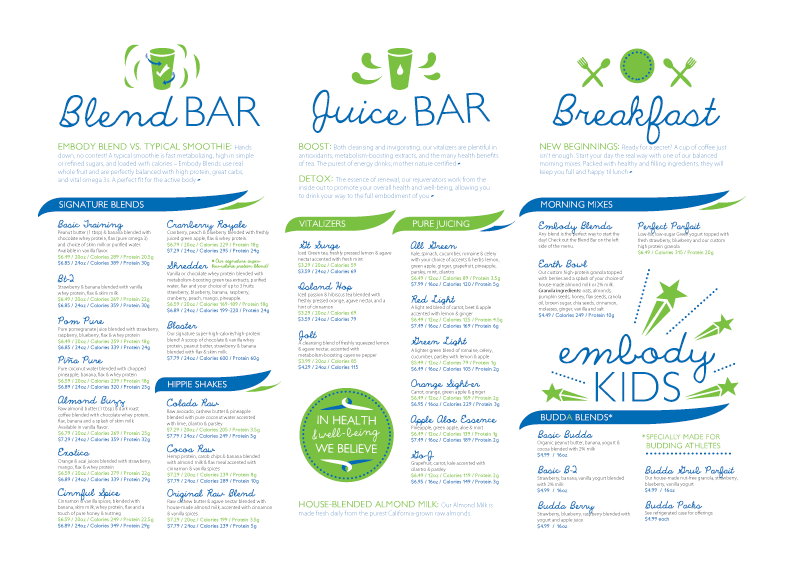 Blend BAR
EMBODY BLEND VS. TYPICAL SMOOTHIE: Hands
down, no contest! A typical smoothie is fast metabolizing, high in simple
or refined sugars, and loaded with calories – Embody Blends use real
whole fruit and are perfectly balanced with high protein, great carbs,
and vital omega 3s. A perfect fit for the active body
SIGNATURE BLENDS
Basic Training
Peanut butter (1 tbsp) & banana blended with
chocolate whey protein, flax (pure omega 3)
and choice of skim milk or purified water
Available in vanilla flavor
$6.49 / 20oz / Calories 289 / Protein 20.5g
$6.85 / 24oz / Calories 389 / Protein 30g
Bt-2
Strawberry & banana blended with vanilla
whey protein, flax & skim milk
$6.49 / 20oz / Calories 269 / Protein 22g
$6.85 / 24oz / Calories 359 / Protein 30g
Pom Pure
Pure pomegranate juice blended with strawberry,
raspberry, blueberry, flax & whey protein
$6.49 / 20oz / Calories 259 / Protein 18g
$6.85 / 24oz / Calories 339 / Protein 24g
Piña Pure
Pure coconut water blended with chopped
pineapple, banana, flax & whey protein
$6.59 / 20oz / Calories 239 / Protein 18g
$6.89 / 24oz / Calories 320 / Protein 25g
Almond Buzz
Raw almond butter (1 tbsp) & dark roast
coffee blended with chocolate whey protein,
flax, banana and a splash of skim milk
Available in vanilla flavor
$6.79 / 20oz / Calories 269 / Protein 25g
$7.29 / 24oz / Calories 359 / Protein 32g
Exotica
Orange & acai juices blended with strawberry,
mango, flax & whey protein
$6.59 / 20oz / Calories 279 / Protein 22g
$6.89 / 24oz / Calories 339 / Protein 29g
Cinnful Spice
Cinnamon & vanilla spices, blended with
banana, skim milk, whey protein, flax and a
touch of pure honey & nutmeg
$6.59 / 20oz / Calories 249 / Protein 22.5g
$6.89 / 24oz / Calories 349 / Protein 29g
Cranberry Royale
Cranberry, peach & blueberry blended with freshly
juiced green apple, flax & whey protein
$6.79 / 20oz / Calories 229 / Protein 18g
$7.29 / 24oz / Calories 295 / Protein 24g
Shredder
Vanilla or chocolate whey protein blended with
metabolism-boosting green tea extracts, purified
water, flax and your choice of up to 3 fruits:
strawberry, blueberry, banana, raspberry,
cranberry, peach, mango, pineapple
$6.49 / 20oz / Calories 169-189 / Protein 19g
$6.89 / 24oz / Calories 199-220 / Protein 24g
Bloater
Our signature super-high-calorie/high-protein
blend! A scoop of chocolate & vanilla whey
protein, peanut butter, strawberry & banana
blended with flax & skim milk
$7.79 / 24oz / Calories 600 / Protein 60g
HIPPIE SHAKES
Colada Raw
Raw avocado, cashew butter & pineapple
blended with pure coconut water accented
with lime, cilantro & parsley
$7.29 / 20oz / Calories 205 / Protein 3.5g
$7.79 / 24oz / Calories 249 / Protein 5g
Cocoa Raw
Hemp protein, carob chips & banana blended
with almond milk & flax meal accented with
cinnamon & vanilla spices
$7.29 / 20oz / Calories 239 / Protein 8g
$7.79 / 24oz / Calories 289 / Protein 10g
Original Raw Blend
Raw cashew butter & agave nectar blended with
house-made almond milk, accented with cinnamon
& vanilla spices
$7.29 / 20oz / Calories 199 / Protein 3.5g
$7.79 / 24oz / Calories 239 / Protein 5g
Juice BAR
BOOST: Both cleansing and invigorating, our vitalizers are plentiful in
antioxidants, metabolism-boosting extracts, and the many health benefits
of tea. The purest of energy drinks; mother nature certified
DETOX: The essence of renewal, our rejuvenators work from the
inside out to promote your overall health and well-being, allowing you
to drink your way to the full embodiment of you
VITALIZERS
Gt Surge
Iced Green tea, freshly pressed lemon & agave
nectar accented with fresh mint
$3.29 / 20oz / Calories 59
$3.59 / 24oz / Calories 69
Island Hop
Iced passion & hibiscus tea blended with
freshly pressed orange, agave nectar, and a
hint of cinnamon
$3.29 / 20oz / Calories 69
$3.59 / 24oz / Calories 79
Jolt
A cleansing blend of freshly squeezed lemon
& agave nectar, accented with
metabolism-boosting cayenne pepper
$3.99 / 20oz / Calories 85
$4.29 / 24oz / Calories 115
IN HEALTH
& well-being
WE BELIEVE
HOUSE-BLENDED ALMOND MILK: Our Almond Milk is
made fresh daily from the purest California-grown raw almonds.
PURE JUICING
All Green
Kale, spinach, cucumber, romaine & celery
with your choice of accents and herbs: lemon,
green apple, ginger, grapefruit, pineapple,
parsley, mint, cilantro
$6.99 / 12oz / Calories 89 / Protein 3.5g
$7.99 / 16oz / Calories 120 / Protein 5g
Red Light
A light blend of carrot, beet & apple
accented with lemon & ginger
$6.49 / 12oz / Calories 129 / Protein 4.5g
$7.49 / 16oz / Calories 169 / Protein 6g
Green Light
A lighter green blend of romaine, celery,
cucumber, parsley with lemon & apple
$5.99 / 12oz / Calories 79 / Protein 1g
$6.49 / 16oz / Calories 105 / Protein 2g
Orange Sight-er
Carrot, orange, green apple & ginger
$6.49 / 12oz / Calories 169 / Protein 2g
$6.95 / 16oz / Calories 229 / Protein 3g
Apple Aloe Essence
Pineapple, green apple, aloe & mint
$6.49 / 12oz / Calories 139 / Protein 1g
$6.89 / 16oz / Calories 189 / Protein 2g
Go-J
Grapefruit, carrot, kale accented with
cilantro & parsley
$6.49 / 12oz / Calories 119 / Protein 2g
$6.95 / 16oz / Calories 149 / Protein 3g
Breakfast
NEW BEGINNINGS: Ready for a secret? A cup of coffee just
isn't enough. Start your day the real way with one of our balanced
morning mixes. Packed with healthy and filling ingredients, they will
keep you full and happy til lunch
MORNING MIXES
Embody Blends
Any blend is the perfect way to start the
day! Check out the Blend Bar on the left
side of the menu.
Earth Bowl
Our custom high-protein granola topped
with berries and a splash of your choice of
house-made almond milk or 2% milk
Granola ingredients: oats, almonds,
pumpkin seeds, honey, flax seeds, canola
oil, brown sugar, chia seeds, cinnamon,
molasses, ginger, vanilla and salt
$4.49 / Calories 249 / Protein 10g
Perfect Parfait
Low-fat, low-sugar Greek yogurt topped with
fresh strawberry, blueberry and our custom
high protein granola
$6.49 / Calories 315 / Protein 20g
embody
KIDS
BUDDA BLENDS*
*SPECIALLY MADE FOR
BUDDING ATHLETES
Basic Budda
Organic peanut butter, banana, yogurt &
cocoa blended with 2% milk
$4.99 / 16oz
Basic B-2
Strawberry, banana, vanilla yogurt blended
with 2% milk
$4.99 / 16oz
Budda Berry
Strawberry, blueberry, raspberry blended with
yogurt and apple juice
$4.99 / 16oz
Budda Grub Parfait
Our house-made nut-free granola, strawberry,
blueberry, vanilla yogurt
$4.99 / 16oz
Budda Packs
See refrigerated case for offerings
$4.99 each